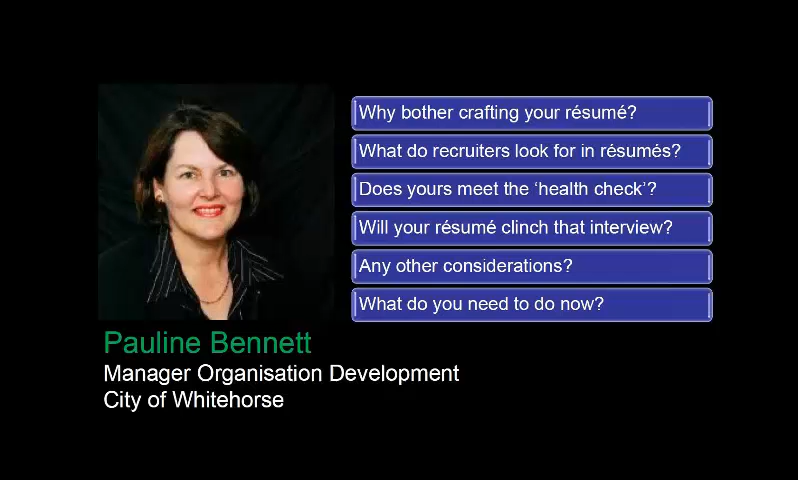 Why bother crafting your résumé?
What do recruiters look for in résumés?
Does yours meet the ‘health check’?
Will your résumé clinch that interview?
Any other considerations?
What do you need to do now?
Pauline Bennett
Manager Organisation Development
City of Whitehorse